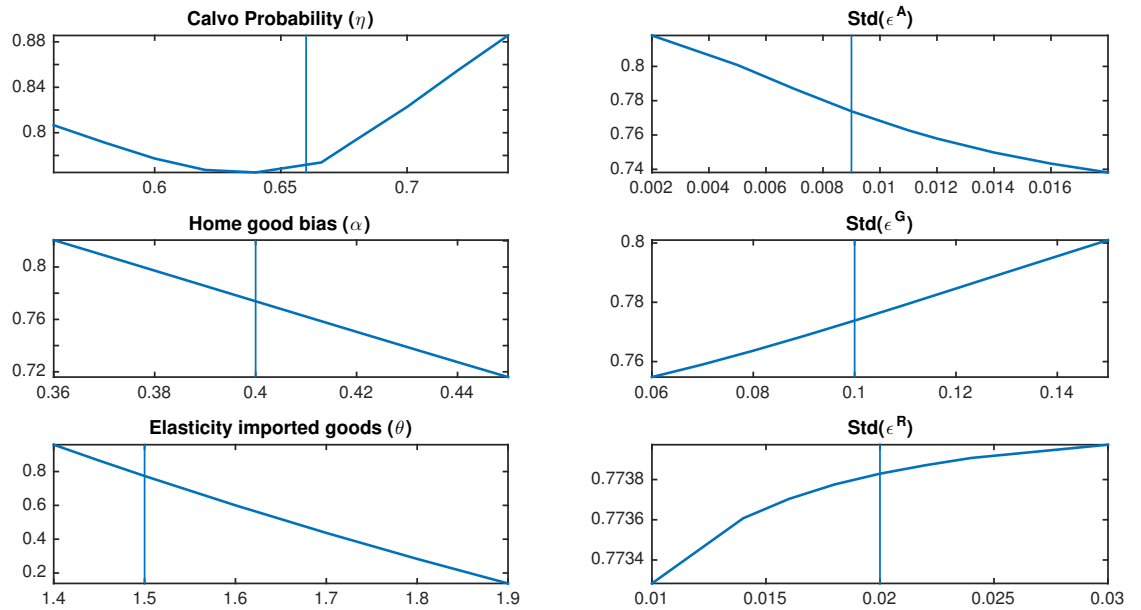 Calvo Probability (η)
0.88
0.84
0.8
0.6 0.65 0.7
Std(ϵ^A)
0.8
0.78
0.76
0.74
0.002 0.004 0.006 0.008 0.01 0.012 0.014 0.016
Home good bias (α)
0.8
0.76
0.72
0.36 0.38 0.4 0.42 0.44
Std(ϵ^G)
0.8
0.78
0.76
0.06 0.08 0.1 0.12 0.14
Elasticity imported goods (θ)
0.8
0.6
0.4
0.2
1.4 1.5 1.6 1.7 1.8 1.9
Std(ϵ^R)
0.7738
0.7736
0.7734
0.01 0.015 0.02 0.025 0.03